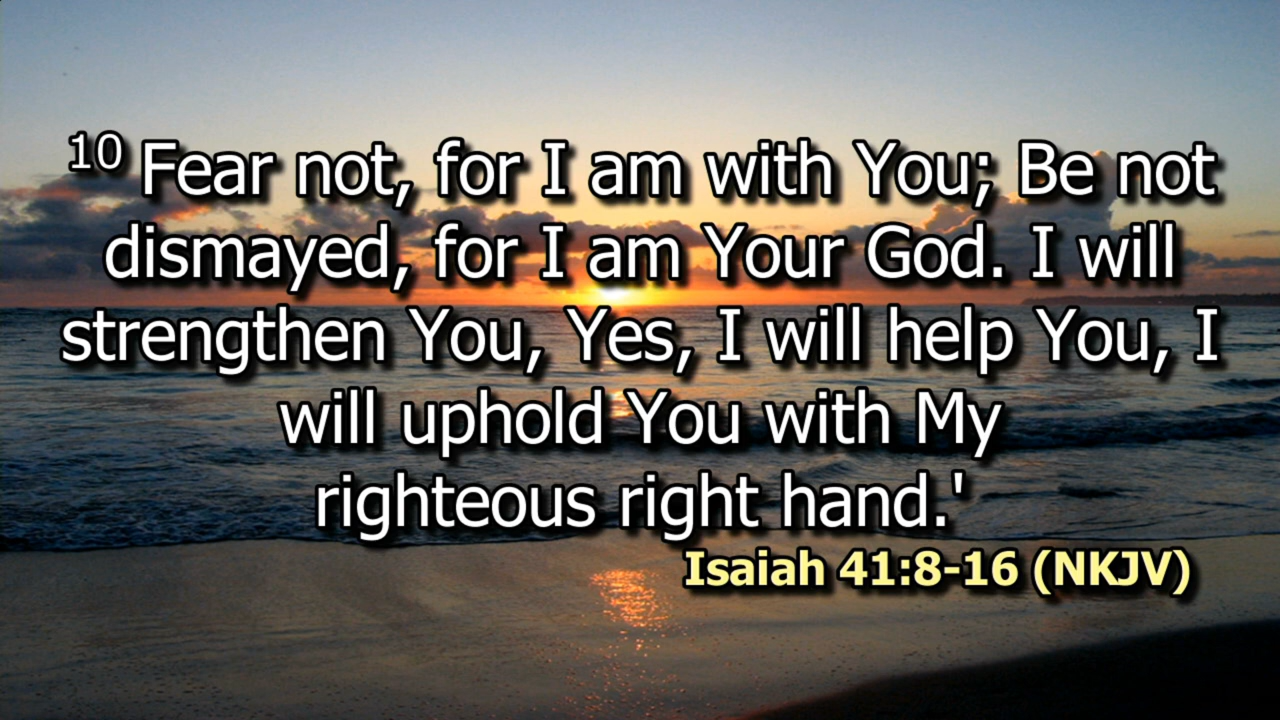 10 Fear not, for I am with You; Be not
dismayed, for I am Your God. I will
strengthen You, Yes, I will help You, I
will uphold You with My
righteous right hand.'
Isaiah 41:8-16 (NKJV)